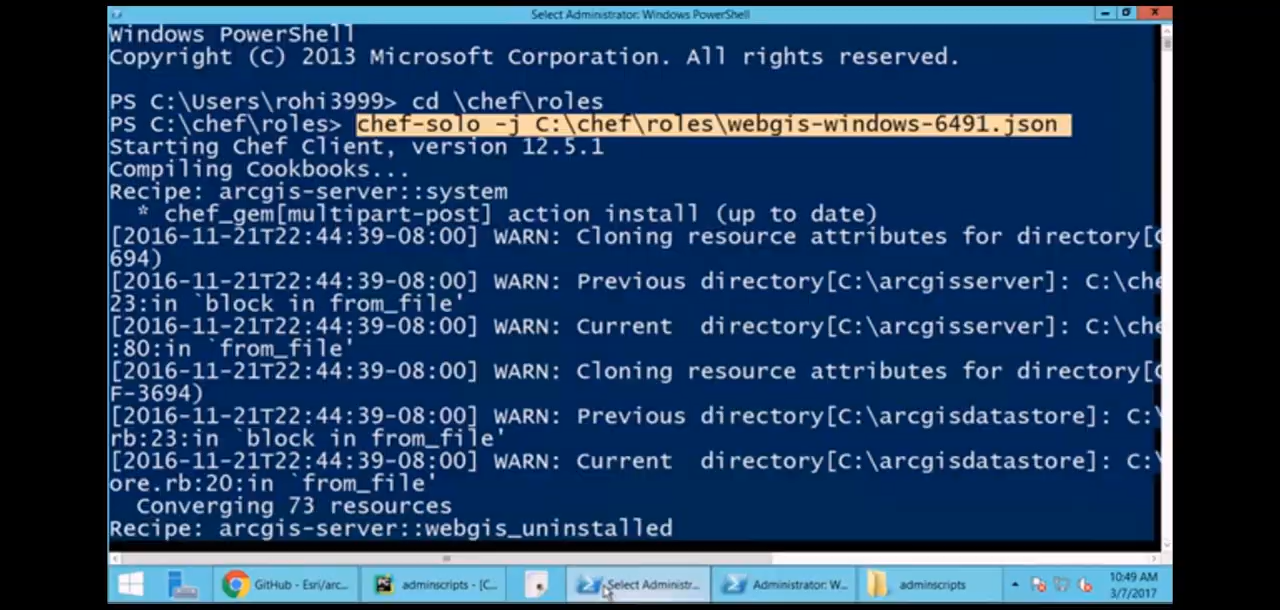 Select Administrator: Windows PowerShell
Windows PowerShell
Copyright (C) 2013 Microsoft Corporation. All rights reserved.
PS C:\Users\rohi3999> cd \chef\roles
PS C:\chef\roles> chef-solo -j C:\chef\roles\webgis-windows-6491.json
Starting Chef Client, version 12.5.1
Compiling Cookbooks...
Recipe: arcgis-server::system
* chef_gem[multipart-post] action install (up to date)
[2016-11-21T22:44:39-08:00] WARN: Cloning resource attributes for directory[C
694)
[2016-11-21T22:44:39-08:00] WARN: Previous directory[C:\arcgisserver]: C:\che
23:in `block in from_file'
[2016-11-21T22:44:39-08:00] WARN: Current  directory[C:\arcgisserver]: C:\che
:80:in `from_file'
[2016-11-21T22:44:39-08:00] WARN: Cloning resource attributes for directory[C
F-3694)
[2016-11-21T22:44:39-08:00] WARN: Previous directory[C:\arcgisdatastore]: C:\
rb:23:in `block in from_file'
[2016-11-21T22:44:39-08:00] WARN: Current  directory[C:\arcgisdatastore]: C:\
ore.rb:20:in `from_file'
Converging 73 resources
Recipe: arcgis-server::webgis_uninstalled
GitHub - Esri/arc... adminscripts - [C... Select Administr... Administrator: W... adminscripts 10:49 AM
3/7/2017